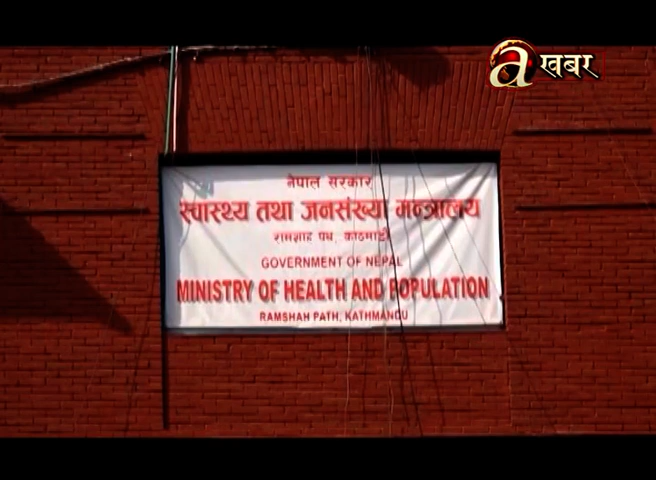 a खबर
नेपाल सरकार
स्वास्थ्य तथा जनसंख्या मन्त्रालय
रामशाह पथ, काठमाडौं
GOVERNMENT OF NEPAL
MINISTRY OF HEALTH AND POPULATION
RAMSHAH PATH, KATHMANDU